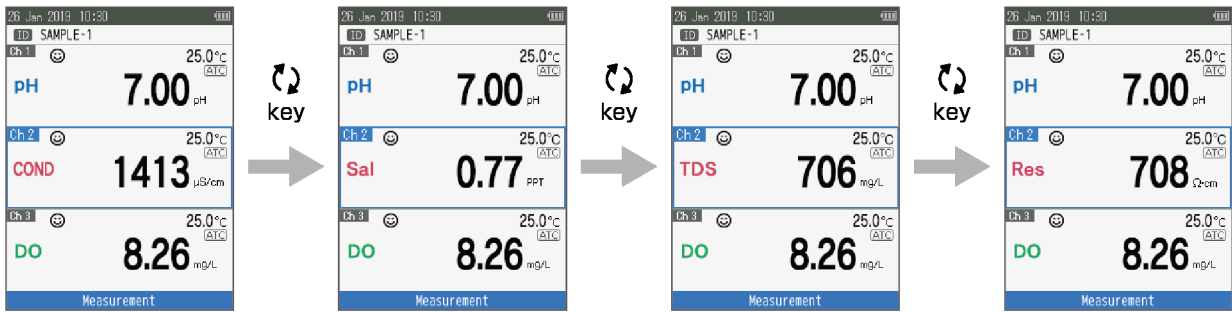 26 Jan 2019 10:30
ID SAMPLE-1
Ch 1
25.0°C
ATC
pH 7.00 pH
Ch 2
25.0°C
ATC
COND 1413 µS/cm
Ch 3
25.0°C
ATC
DO 8.26 mg/L
Measurement
key
26 Jan 2019 10:30
ID SAMPLE-1
Ch 1
25.0°C
ATC
pH 7.00 pH
Ch 2
25.0°C
ATC
Sal 0.77 PPT
Ch 3
25.0°C
ATC
DO 8.26 mg/L
Measurement
key
26 Jan 2019 10:30
ID SAMPLE-1
Ch 1
25.0°C
ATC
pH 7.00 pH
Ch 2
25.0°C
ATC
TDS 706 mg/L
Ch 3
25.0°C
ATC
DO 8.26 mg/L
Measurement
key
26 Jan 2019 10:30
ID SAMPLE-1
Ch 1
25.0°C
ATC
pH 7.00 pH
Ch 2
25.0°C
ATC
Res 708 Ω·cm
Ch 3
25.0°C
ATC
DO 8.26 mg/L
Measurement